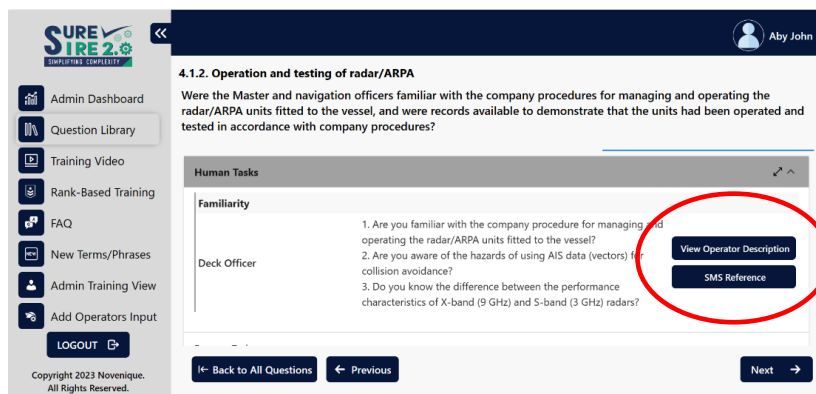 SURE
SIRE 2.0
SIMPLIFYING COMPLEXITY
Aby John
Admin Dashboard
Question Library
Training Video
Rank-Based Training
FAQ
NEW
New Terms/Phrases
Admin Training View
Add Operators Input
LOGOUT
Copyright 2023 Novenique.
All Rights Reserved.
4.1.2. Operation and testing of radar/ARPA
Were the Master and navigation officers familiar with the company procedures for managing and operating the
radar/ARPA units fitted to the vessel, and were records available to demonstrate that the units had been operated and
tested in accordance with company procedures?
Human Tasks
Familiarity
Deck Officer
1. Are you familiar with the company procedure for managing and
operating the radar/ARPA units fitted to the vessel?
2. Are you aware of the hazards of using AIS data (vectors) for
collision avoidance?
3. Do you know the difference between the performance
characteristics of X-band (9 GHz) and S-band (3 GHz) radars?
View Operator Description
SMS Reference
Back to All Questions
Previous
Next